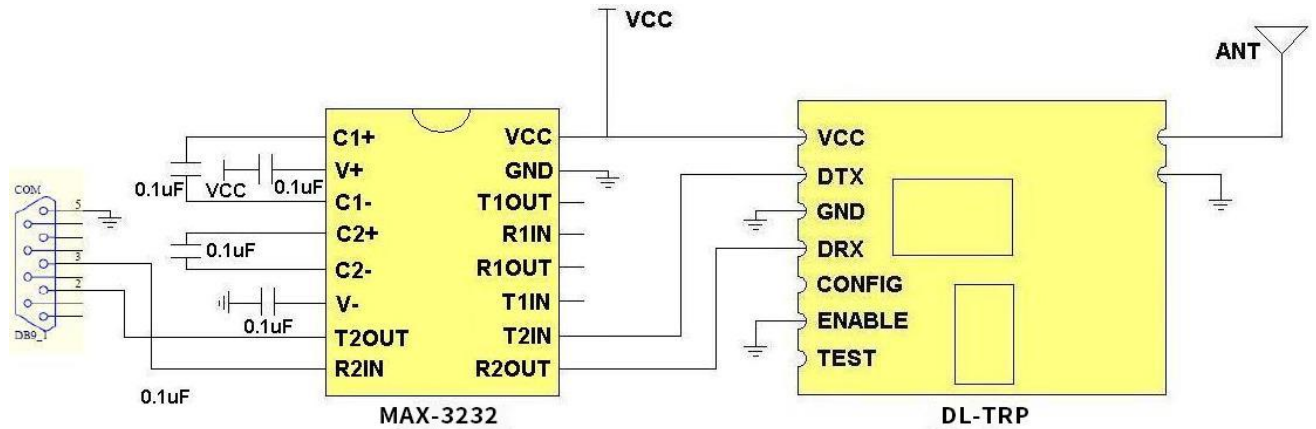 VCC
ANT
C1+
VCC
V+
GND
C1-
T1OUT
C2+
R1IN
C2-
R1OUT
V-
T1IN
T2OUT
T2IN
R2IN
R2OUT
MAX-3232
0.1uF
VCC
0.1uF
0.1uF
0.1uF
0.1uF
COM
5
3
2
DB9_1
VCC
DTX
GND
DRX
CONFIG
ENABLE
TEST
DL-TRP